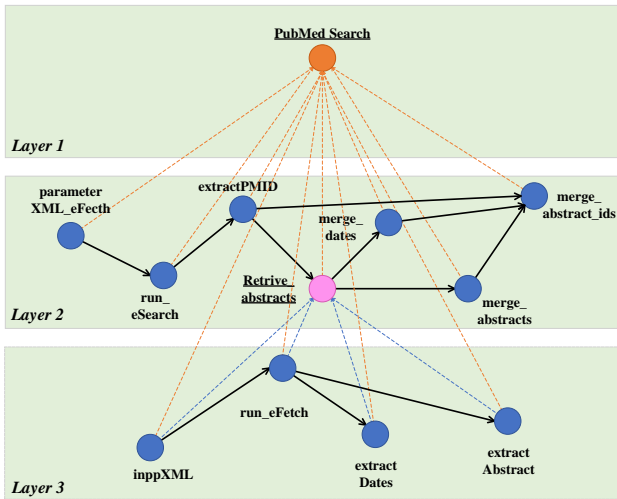 PubMed Search
Layer 1
parameter
XML_eFecth
extractPMID
merge_
dates
merge_
abstract_ids
run_
eSearch
Retrive_
abstracts
merge_
abstracts
Layer 2
run_eFetch
inppXML
extract
Dates
extract
Abstract
Layer 3